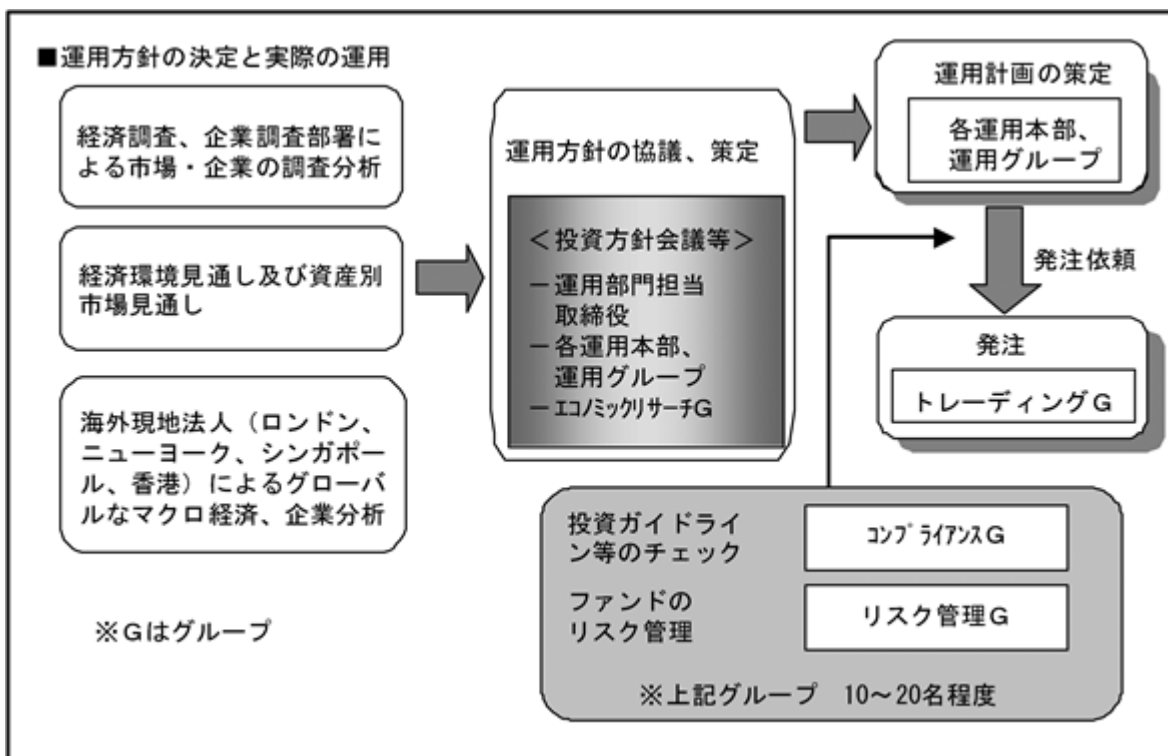 ■運用方針の決定と実際の運用
経済調査、企業調査部署に
よる市場・企業の調査分析
経済環境見通し及び資産別
市場見通し
海外現地法人（ロンドン、
ニューヨーク、シンガポー
ル、香港）によるグローバ
ルなマクロ経済、企業分析
※Ｇはグループ
運用方針の協議、策定
＜投資方針会議等＞
－運用部門担当
取締役
－各運用本部、
運用グループ
－ｴｺﾉﾐｯｸﾘｻｰﾁG
運用計画の策定
各運用本部、
運用グループ
発注依頼
発注
トレーディングＧ
投資ガイドライ
ン等のチェック
ｺﾝﾌﾟﾗｲｱﾝｽＧ
ファンドの
リスク管理
リスク管理Ｇ
※上記グループ　10～20名程度